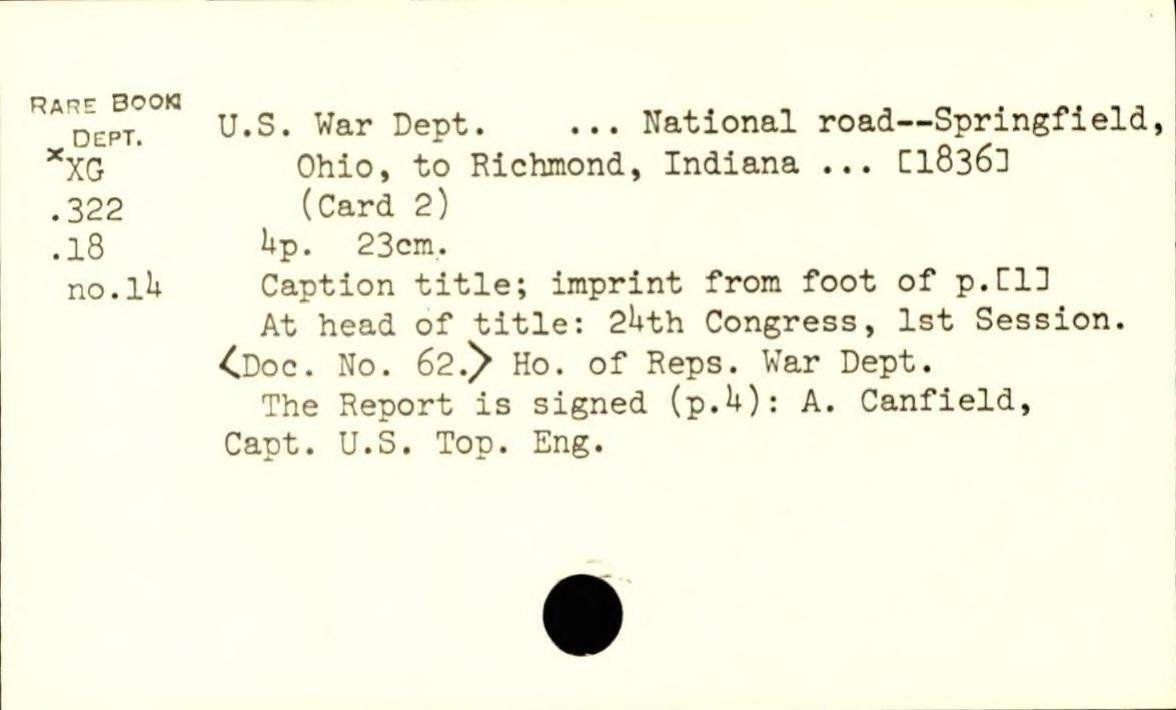 RARE BOOK
DEPT.
*XG
.322
.18
no.14
U.S. War Dept. ... National road--Springfield,
Ohio, to Richmond, Indiana ... [1836]
(Card 2)
4p. 23cm.
Caption title; imprint from foot of p.[1]
At head of title: 24th Congress, 1st Session.
<Doc. No. 62.> Ho. of Reps. War Dept.
The Report is signed (p.4): A. Canfield,
Capt. U.S. Top. Eng.